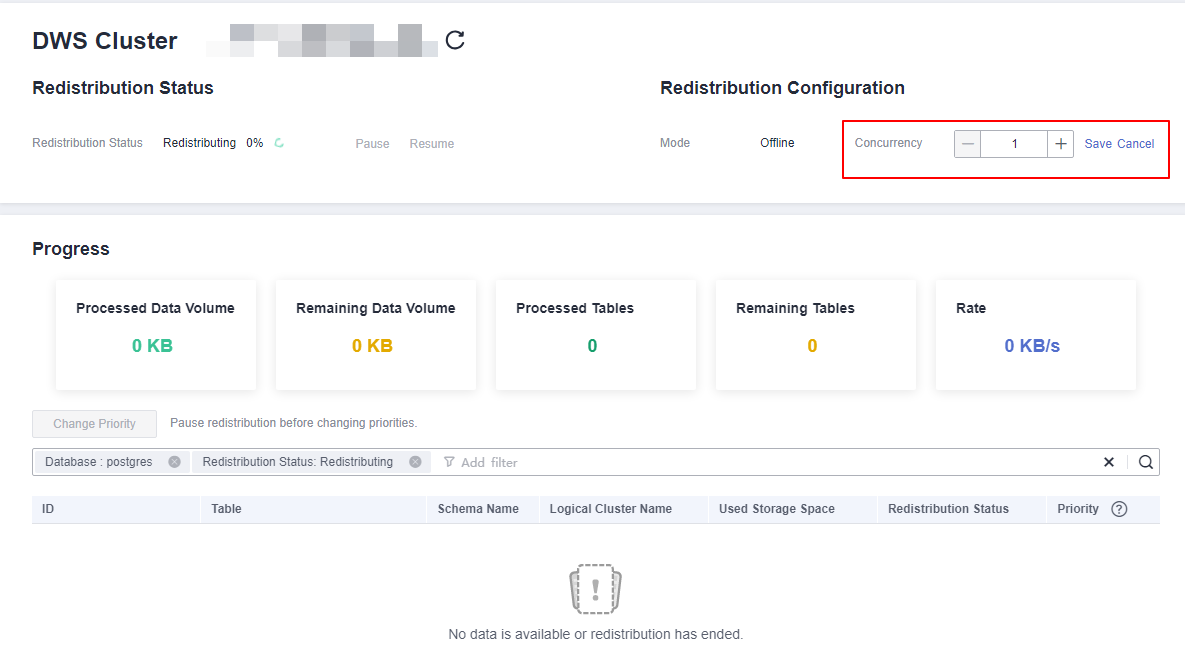 DWS Cluster
Redistribution Status
Redistribution Configuration
Redistribution Status Redistributing 0% Pause Resume
Mode Offline Concurrency − 1 + Save Cancel
Progress
Processed Data Volume Remaining Data Volume Processed Tables Remaining Tables Rate
0 KB 0 KB 0 0 0 KB/s
Change Priority Pause redistribution before changing priorities.
Database : postgres Redistribution Status: Redistributing Add filter
ID Table Schema Name Logical Cluster Name Used Storage Space Redistribution Status Priority ?
!
No data is available or redistribution has ended.